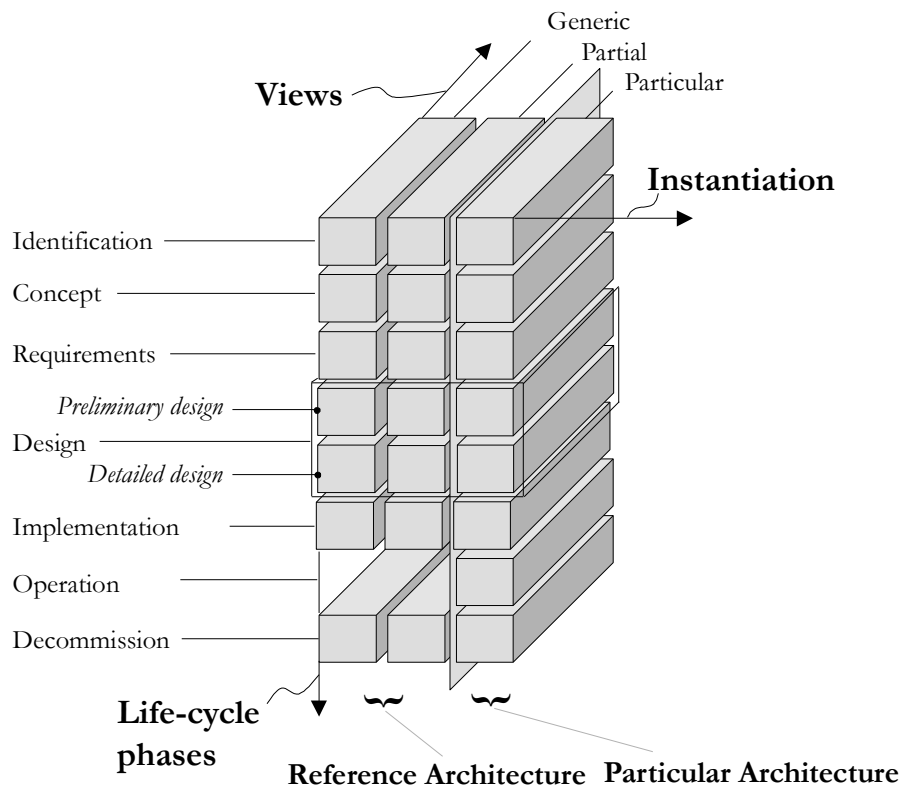 Generic
Partial
Views
Particular
Instantiation
Identification
Concept
Requirements
Preliminary design
Design
Detailed design
Implementation
Operation
Decommission
Life-cycle
phases
Reference Architecture
Particular Architecture